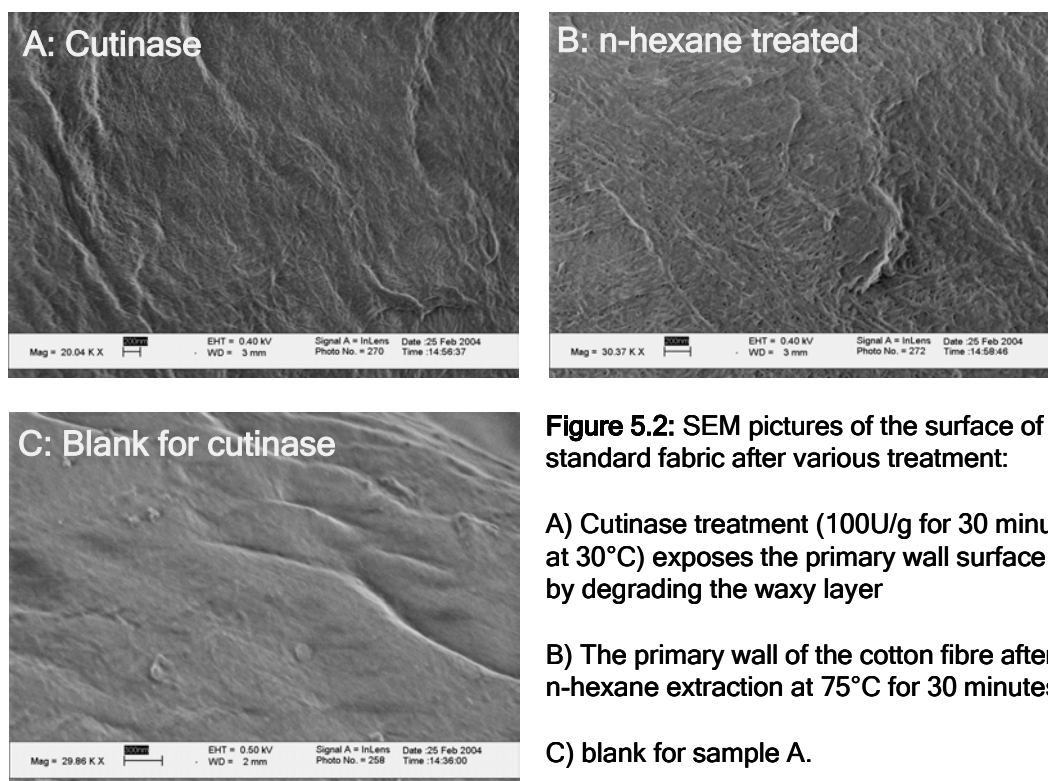 A: Cutinase
Mag = 20.04 K X
200nm
EHT = 0.40 kV
WD = 3 mm
Signal A = InLens
Photo No. = 270
Date :25 Feb 2004
Time :14:56:37
B: n-hexane treated
Mag = 30.37 K X
200nm
EHT = 0.40 kV
WD = 3 mm
Signal A = InLens
Photo No. = 272
Date :25 Feb 2004
Time :14:58:46
C: Blank for cutinase
Mag = 29.86 K X
300nm
EHT = 0.50 kV
WD = 2 mm
Signal A = InLens
Photo No. = 258
Date :25 Feb 2004
Time :14:36:00
Figure 5.2: SEM pictures of the surface of
standard fabric after various treatment:
A) Cutinase treatment (100U/g for 30 minu
at 30°C) exposes the primary wall surface
by degrading the waxy layer
B) The primary wall of the cotton fibre after
n-hexane extraction at 75°C for 30 minutes
C) blank for sample A.